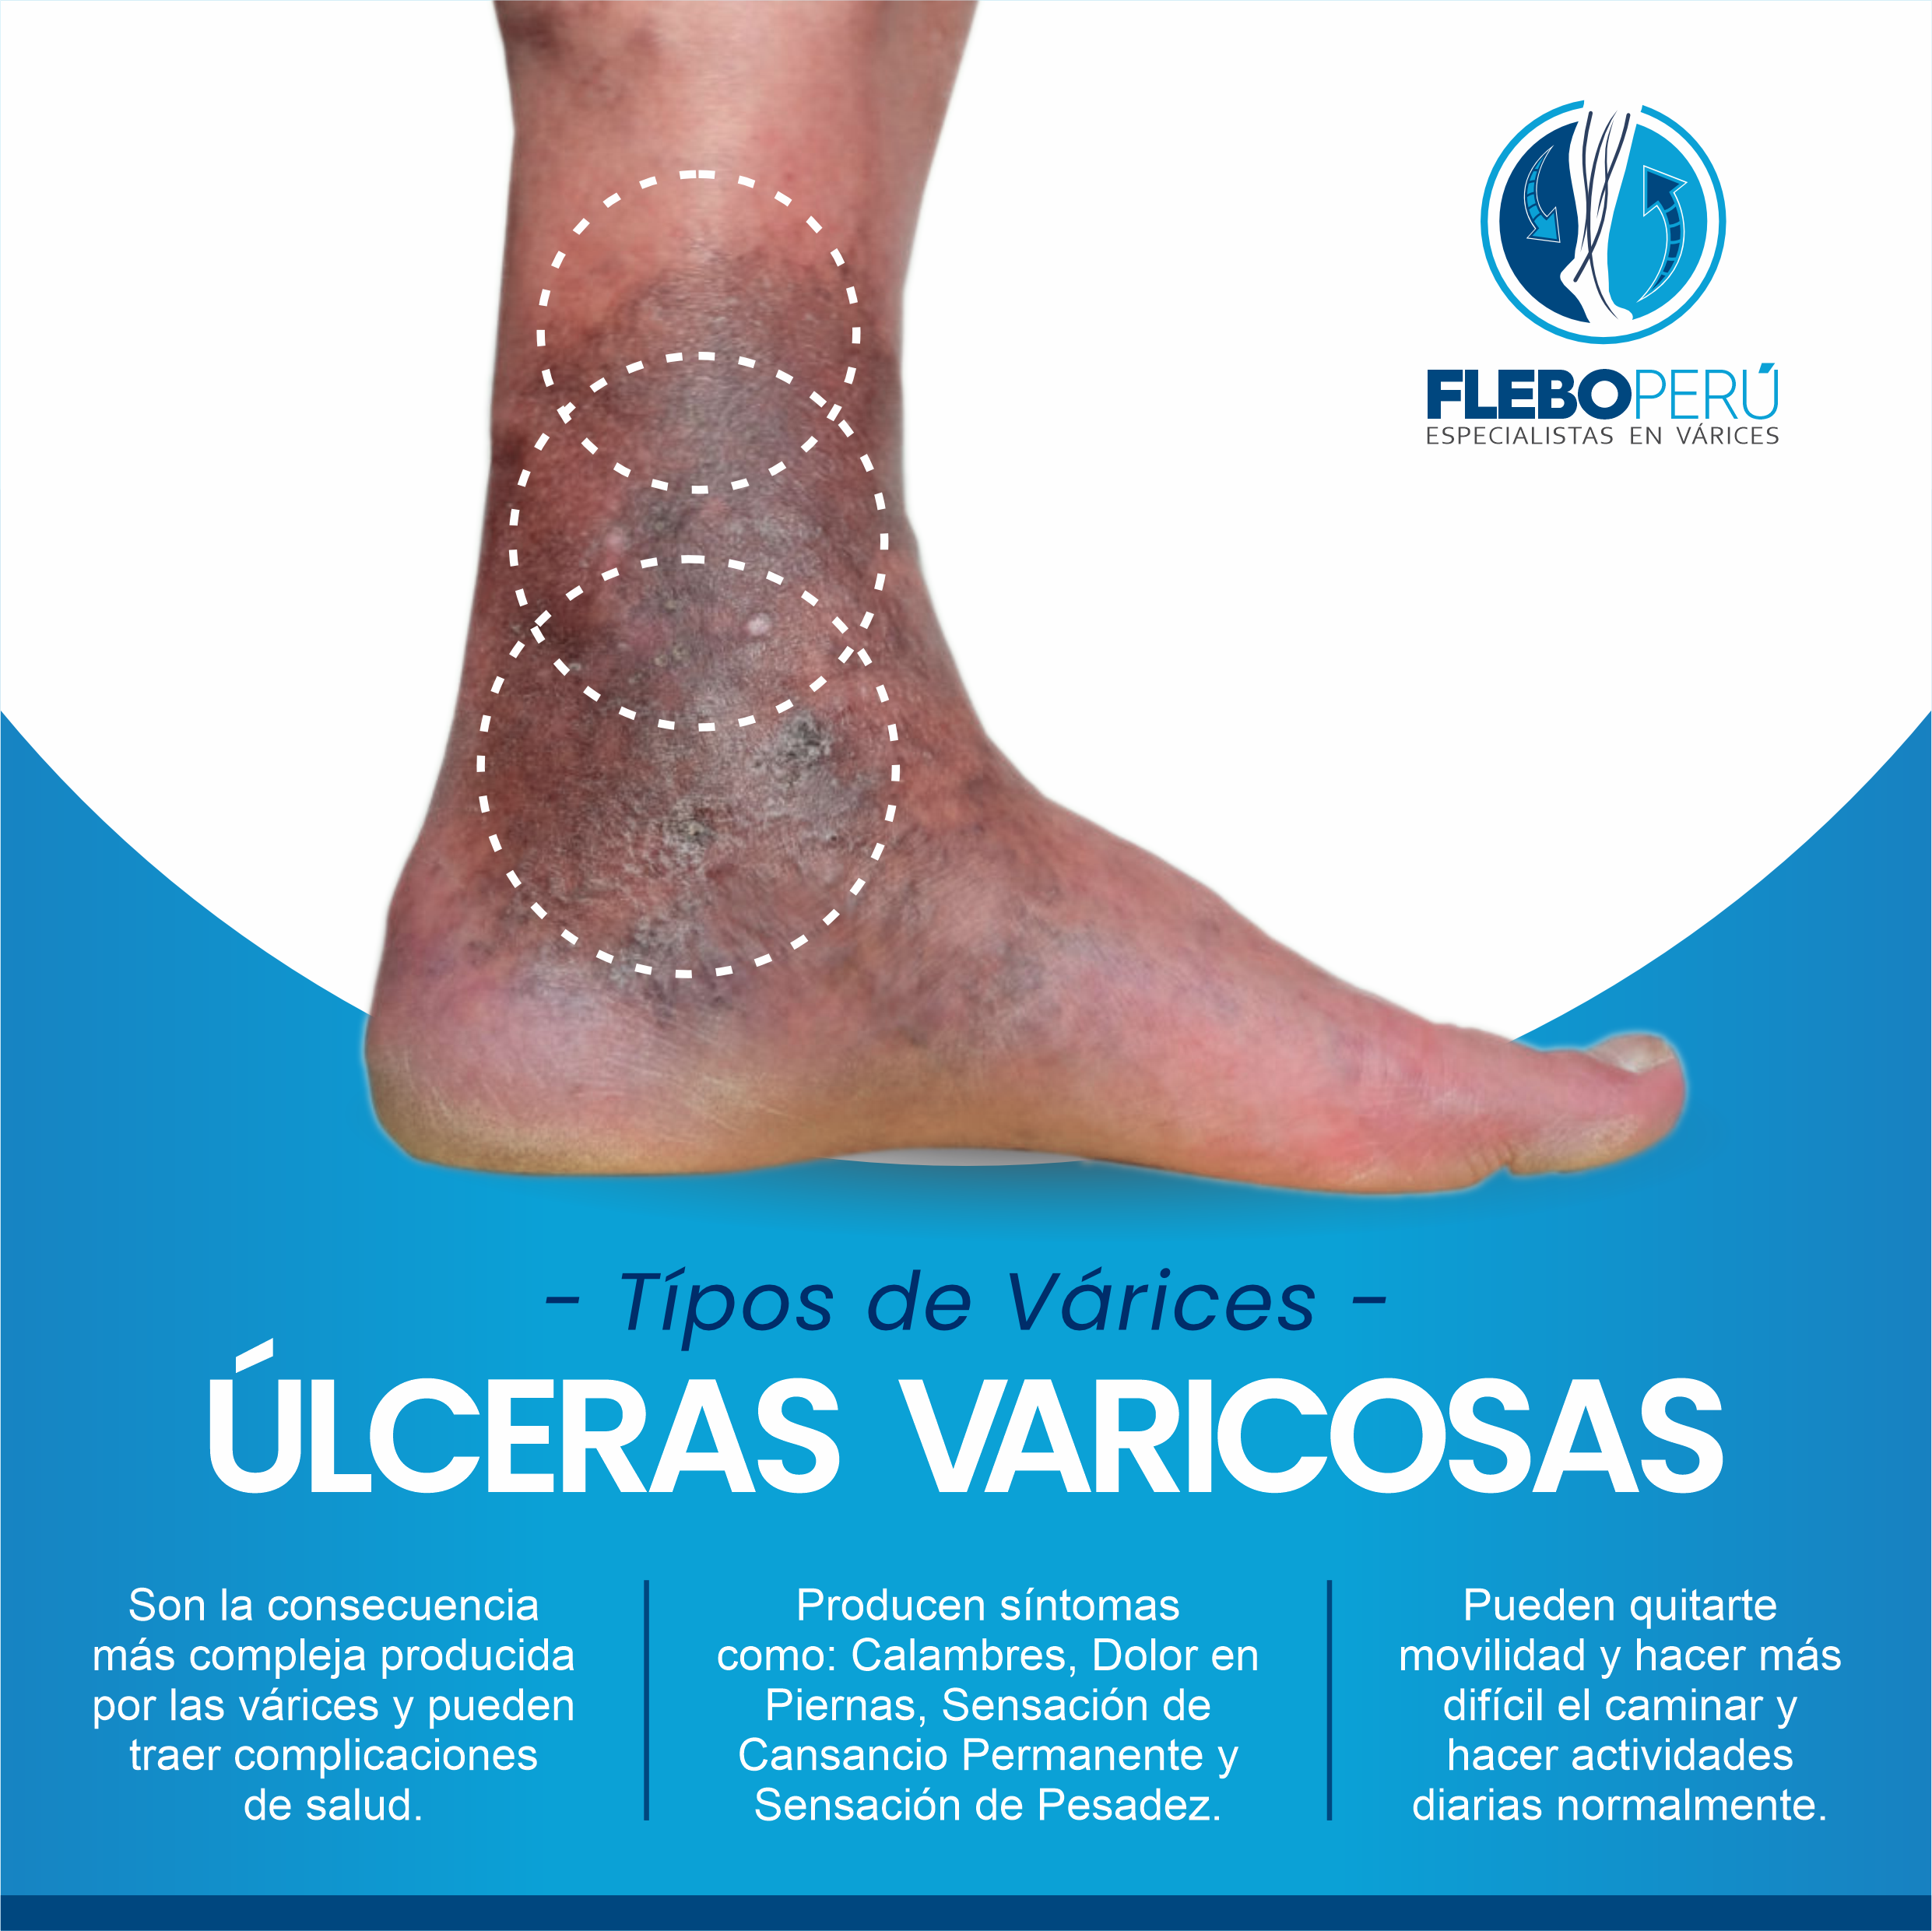 FLEBOPERÚ
ESPECIALISTAS EN VÁRICES
- Típos de Várices -
ÚLCERAS VARICOSAS
Son la consecuencia
más compleja producida
por las várices y pueden
traer complicaciones
de salud.
Producen síntomas
como: Calambres, Dolor en
Piernas, Sensación de
Cansancio Permanente y
Sensación de Pesadez.
Pueden quitarte
movilidad y hacer más
difícil el caminar y
hacer actividades
diarias normalmente.